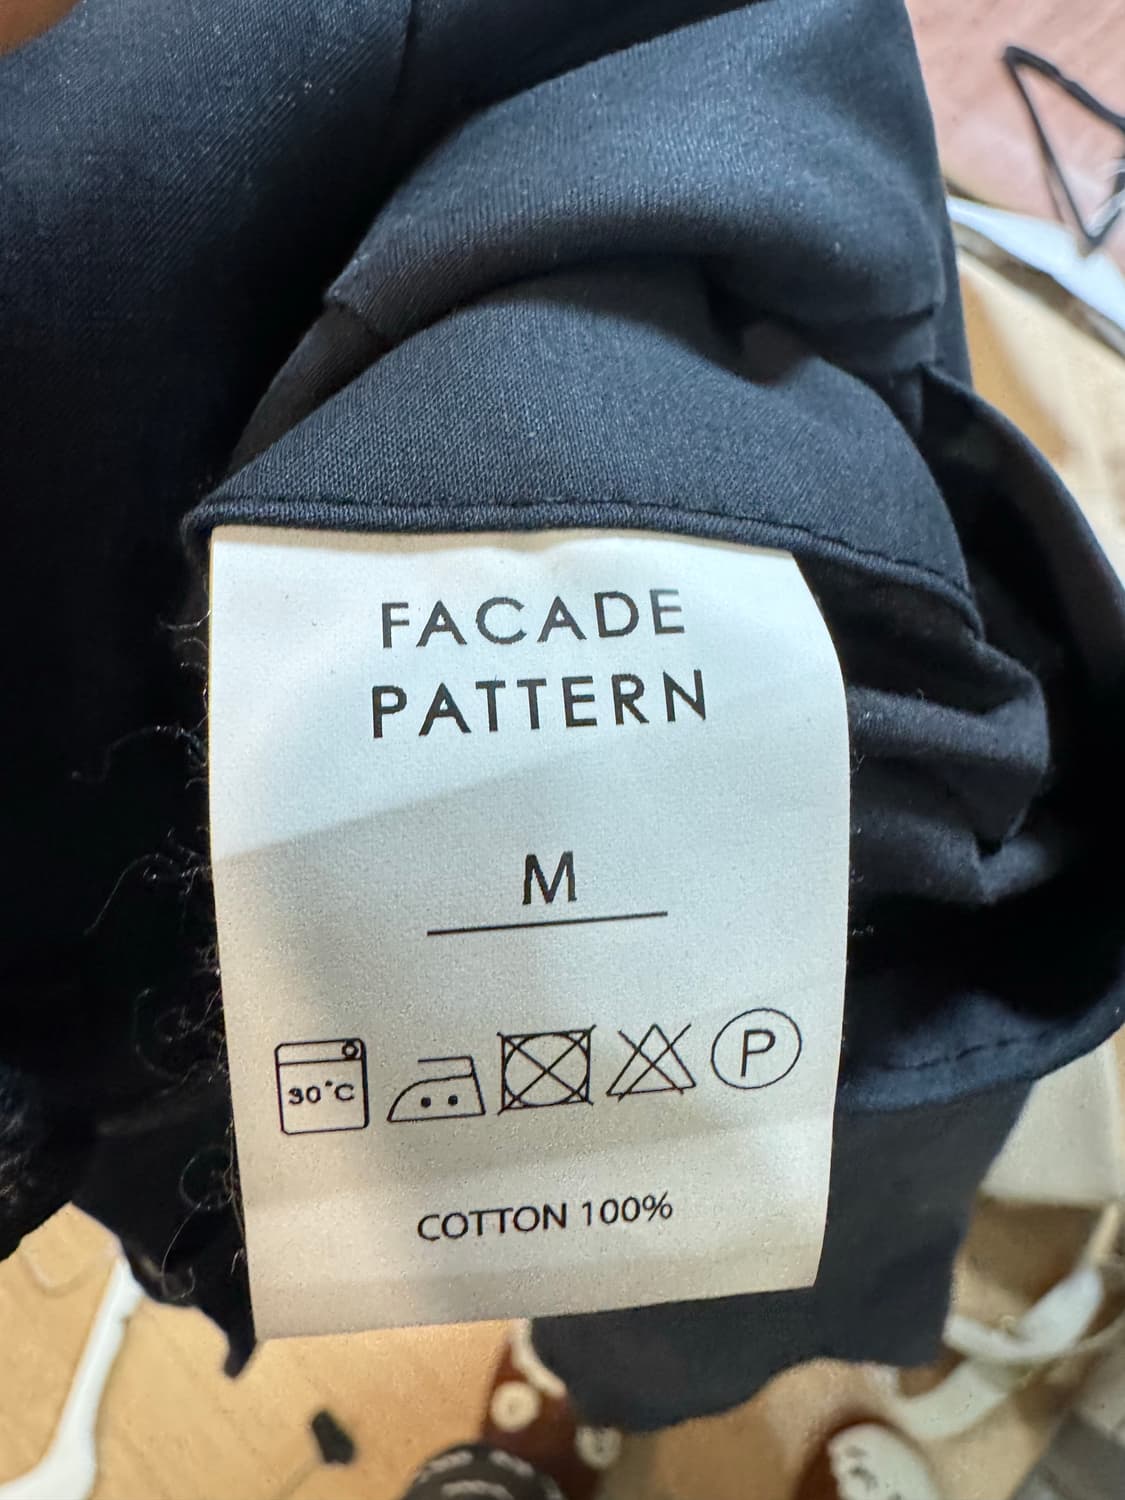 FACADE
PATTERN
M
30°C
P
COTTON 100%